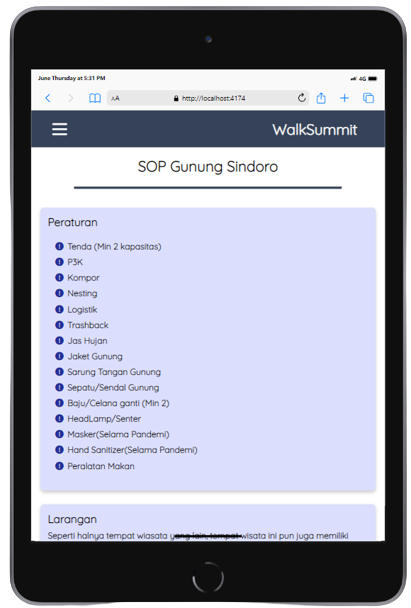 June Thursday at 5:31 PM
4G
AA
http://localhost:4174
WalkSummit
SOP Gunung Sindoro
Peraturan
Tenda (Min 2 kapasitas)
P3K
Kompor
Nesting
Logistik
Trashback
Jas Hujan
Jaket Gunung
Sarung Tangan Gunung
Sepatu/Sendal Gunung
Baju/Celana ganti (Min 2)
HeadLamp/Senter
Masker(Selama Pandemi)
Hand Sanitizer(Selama Pandemi)
Peralatan Makan
Larangan
Seperti halnya tempat wiasata yang lain, tempat wisata ini pun juga memiliki